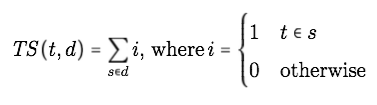 TS(t, d) = ∑_{s∈d} i, where i = { 1 t ∈ s
0 otherwise